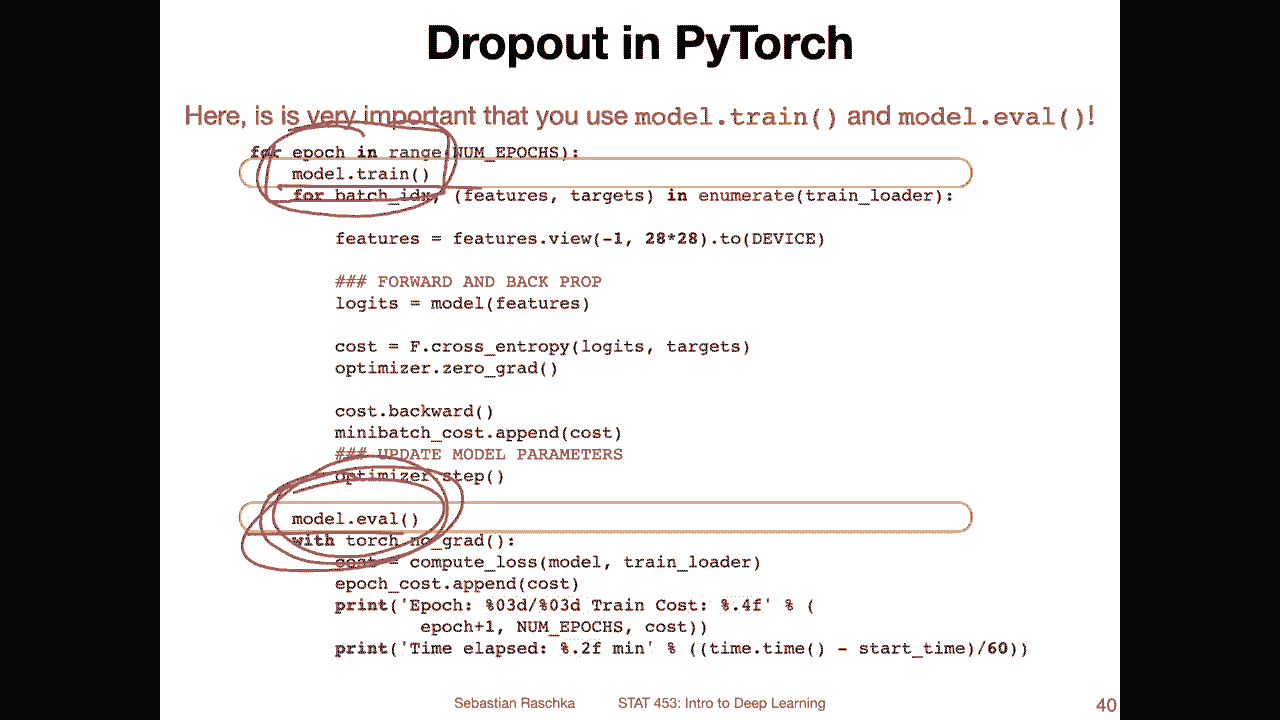 Dropout in PyTorch
Here, is is very important that you use model.train() and model.eval()!
for epoch in range(NUM_EPOCHS):
model.train()
for batch_idx, (features, targets) in enumerate(train_loader):
features = features.view(-1, 28*28).to(DEVICE)
### FORWARD AND BACK PROP
logits = model(features)
cost = F.cross_entropy(logits, targets)
optimizer.zero_grad()
cost.backward()
minibatch_cost.append(cost)
### UPDATE MODEL PARAMETERS
optimizer.step()
model.eval()
with torch.no_grad():
cost = compute_loss(model, train_loader)
epoch_cost.append(cost)
print('Epoch: %03d/%03d Train Cost: %.4f' % (
epoch+1, NUM_EPOCHS, cost))
print('Time elapsed: %.2f min' % ((time.time() - start_time)/60))
Sebastian Raschka STAT 453: Intro to Deep Learning 40